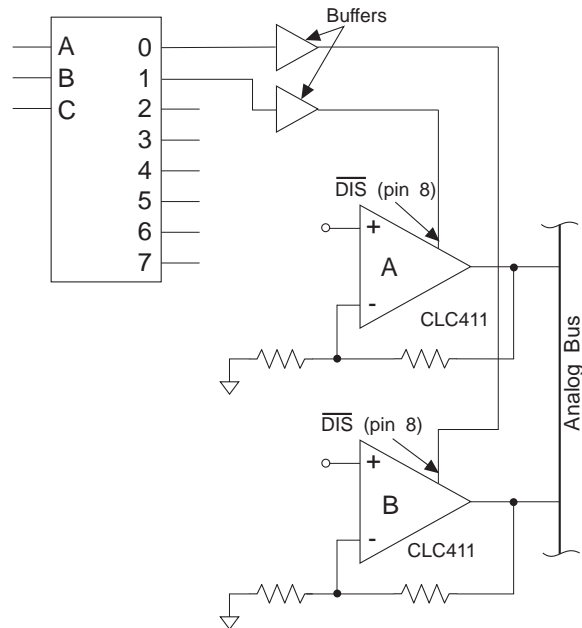 Buffers
A
B
C
0
1
2
3
4
5
6
7
DIS (pin 8)
+
A
-
CLC411
DIS (pin 8)
+
B
-
CLC411
Analog Bus